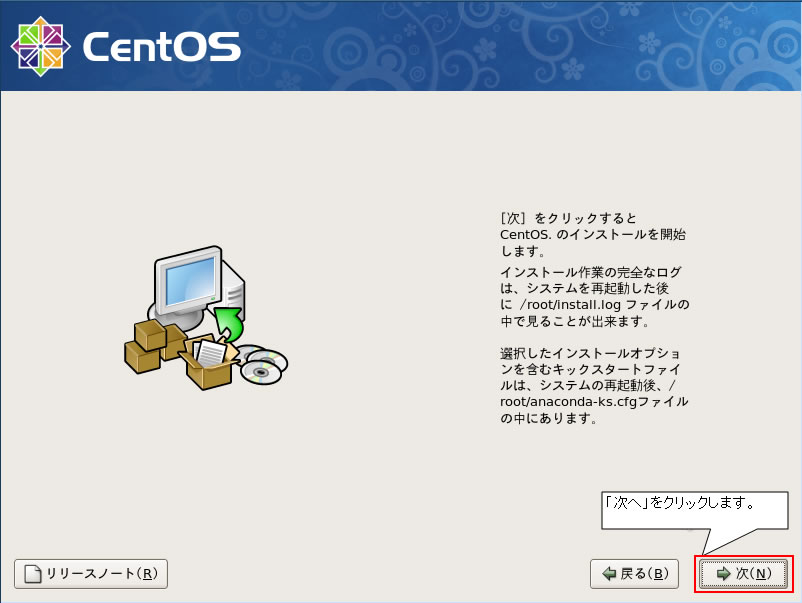 CentOS
［次］をクリックすると
CentOS. のインストールを開始
します。
インストール作業の完全なログ
は、システムを再起動した後
に /root/install.log ファイルの
中で見ることが出来ます。
選択したインストールオプショ
ンを含むキックスタートファイ
ルは、システムの再起動後、/
root/anaconda-ks.cfgファイル
の中にあります。
「次へ」をクリックします。
リリースノート(R)
戻る(B)
次(N)